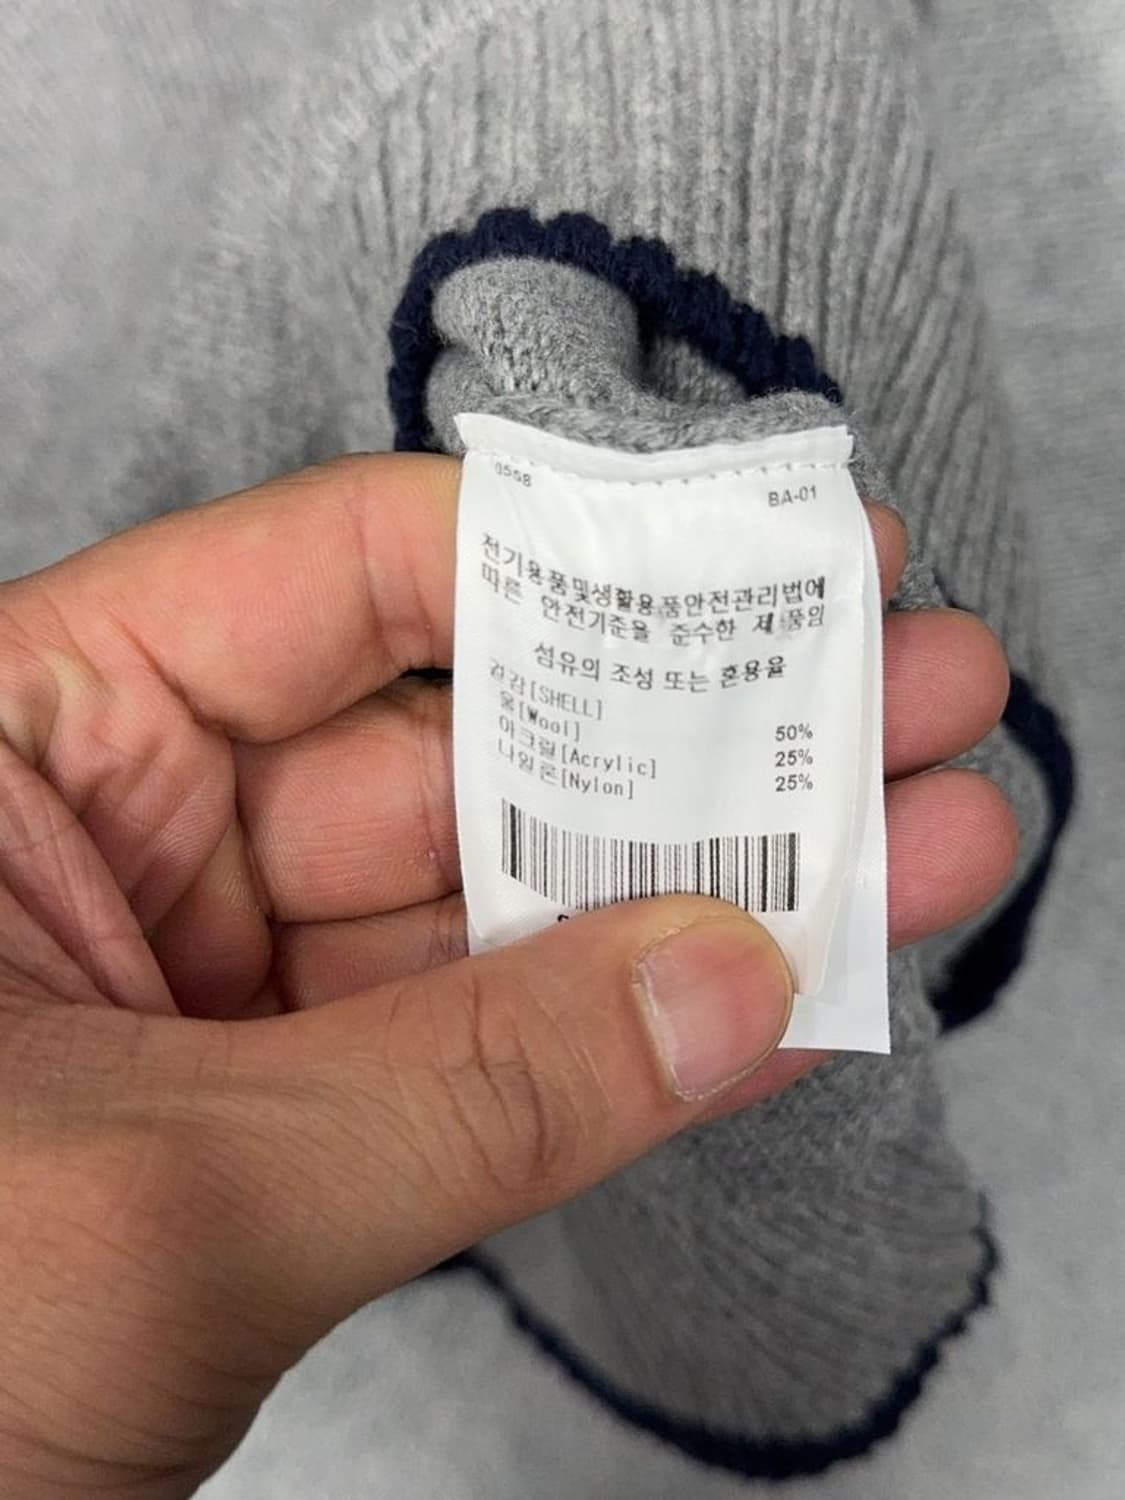 0558
BA-01
전기용품및생활용품안전관리법에
따른 안전기준을 준수한 제품임
섬유의 조성 또는 혼용율
겉감[SHELL]
울[Wool] 50%
아크릴[Acrylic] 25%
나일론[Nylon] 25%